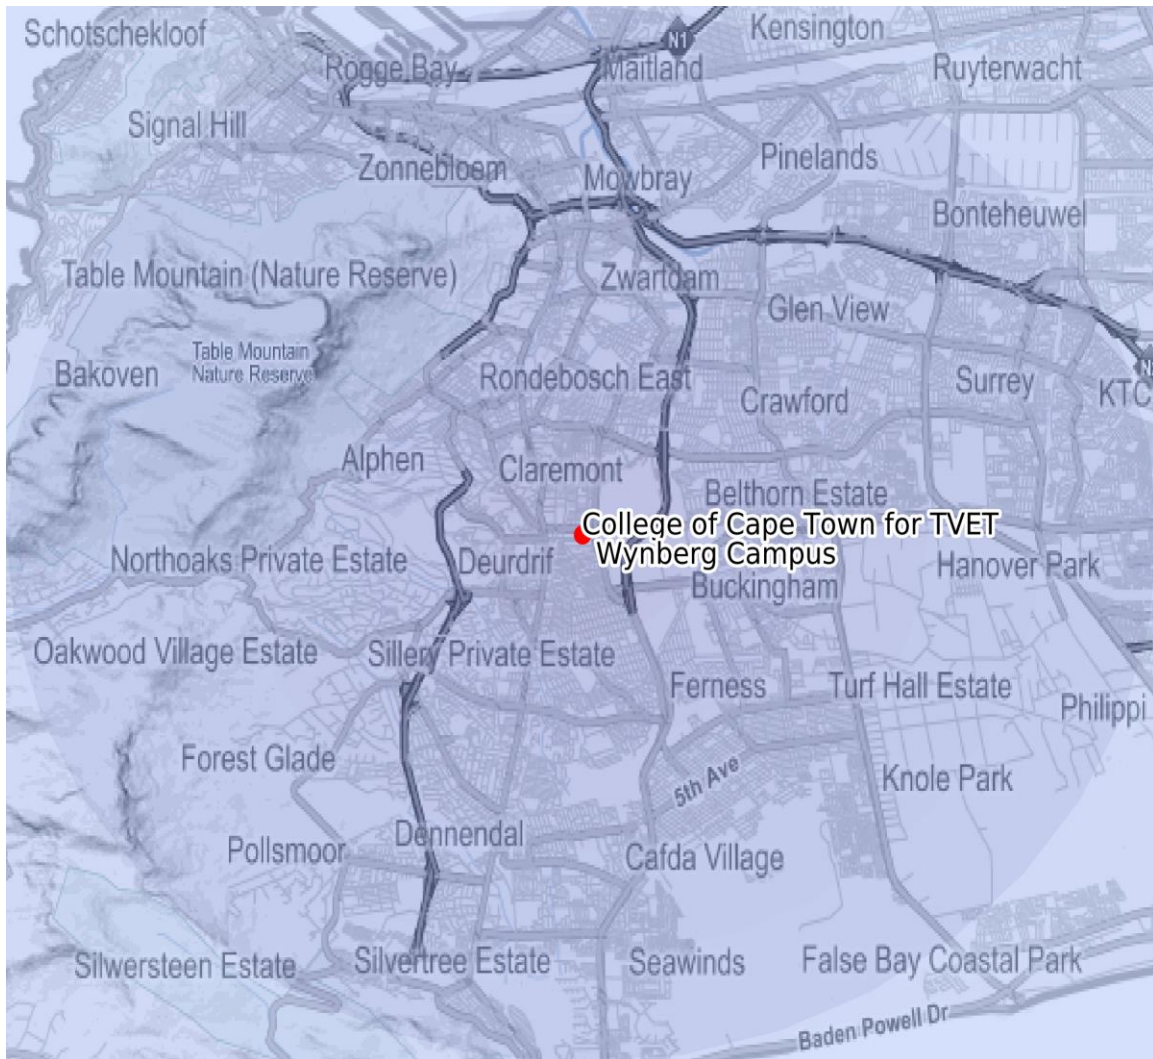 Schotschekloof
Kensington
N1
Rogge Bay
Maitland
Ruyterwacht
Signal Hill
Zonnebloem
Pinelands
Mowbray
Bonteheuwel
Table Mountain (Nature Reserve)
Zwartdam
Glen View
Table Mountain
Nature Reserve
Bakoven
Rondebosch East
Surrey
KTC
Crawford
Alphen
Claremont
Belthorn Estate
College of Cape Town for TVET
Wynberg Campus
Northoaks Private Estate
Deurdrif
Hanover Park
Buckingham
Oakwood Village Estate
Sillery Private Estate
Ferness
Turf Hall Estate
Philippi
Forest Glade
5th Ave
Knole Park
Dennendal
Pollsmoor
Cafda Village
Silwersteen Estate
Silvertree Estate
Seawinds
False Bay Coastal Park
Baden Powell Dr